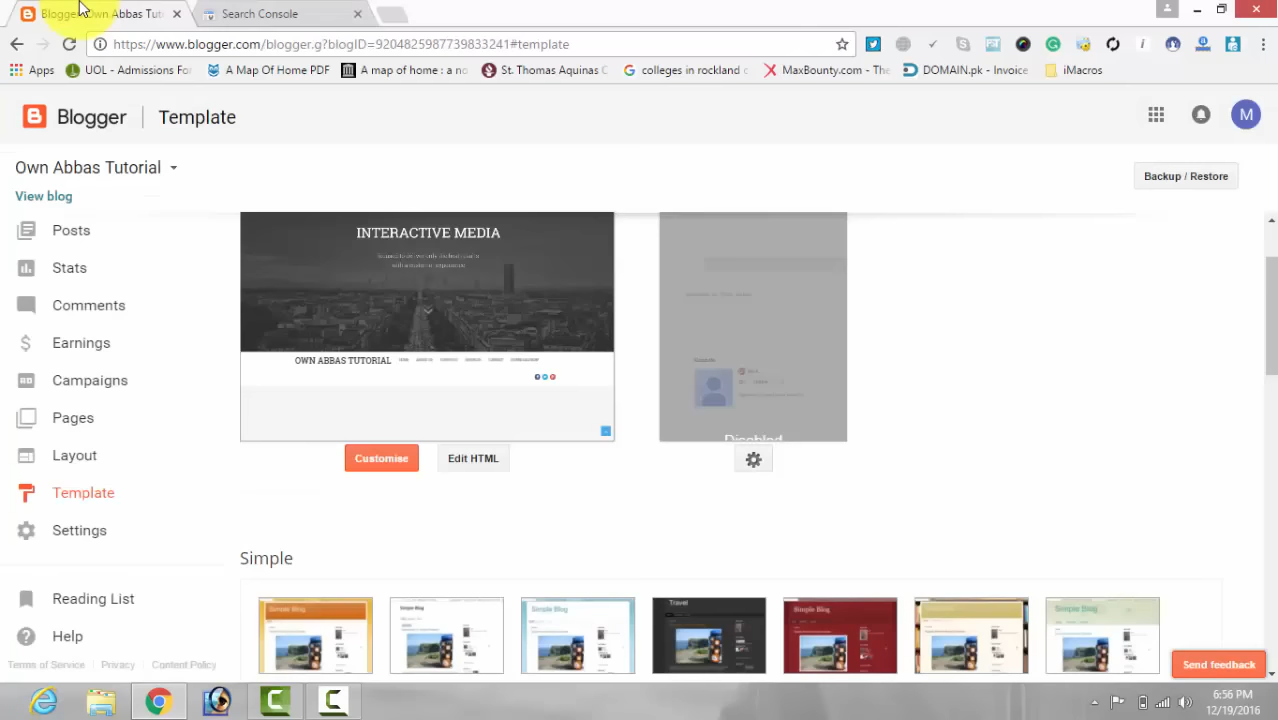 Blogger: Own Abbas Tut
Search Console
https://www.blogger.com/blogger.g?blogID=9204825987739833241#template
Apps
UOL - Admissions Fo
A Map Of Home PDF
A map of home : a no
St. Thomas Aquinas C
colleges in rockland c
MaxBounty.com - The
DOMAIN.pk - Invoice
iMacros
Blogger
Template
M
Own Abbas Tutorial
View blog
Backup / Restore
Posts
Stats
Comments
Earnings
Campaigns
Pages
Layout
Template
Settings
Reading List
Help
Terms of Service
Privacy
Content Policy
INTERACTIVE MEDIA
OWN ABBAS TUTORIAL
Disabled
Customise
Edit HTML
Simple
Simple Blog
Simple Blog
Simple Blog
Travel
Simple Blog
Simple Blog
Send feedback
6:56 PM
12/19/2016